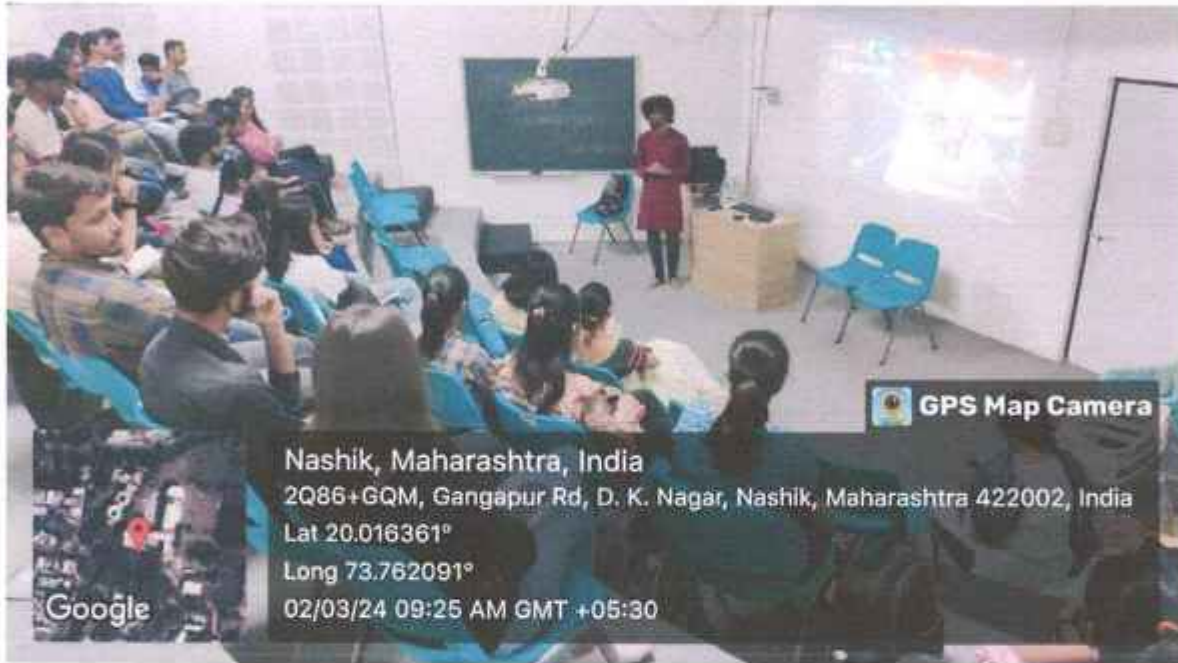 GPS Map Camera
Nashik, Maharashtra, India
2Q86+GQM, Gangapur Rd, D. K. Nagar, Nashik, Maharashtra 422002, India
Lat 20.016361°
Long 73.762091°
02/03/24 09:25 AM GMT +05:30
Google